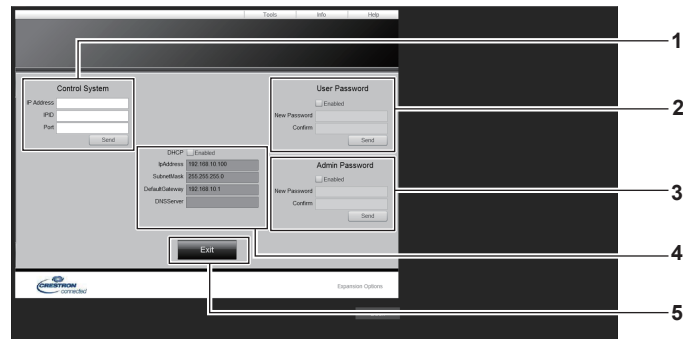 Tools Info Help
1
Control System
User Password
IP Address
Enabled
2
IPID
New Password
Port
Confirm
Send
Send
DHCP Enabled
IpAddress 192.168.10.100
Admin Password
SubnetMask 255.255.255.0
Enabled
DefaultGateway 192.168.10.1
New Password
3
DNSServer
Confirm
Send
Exit
4
CRESTRON
connected
Expansion Options
5